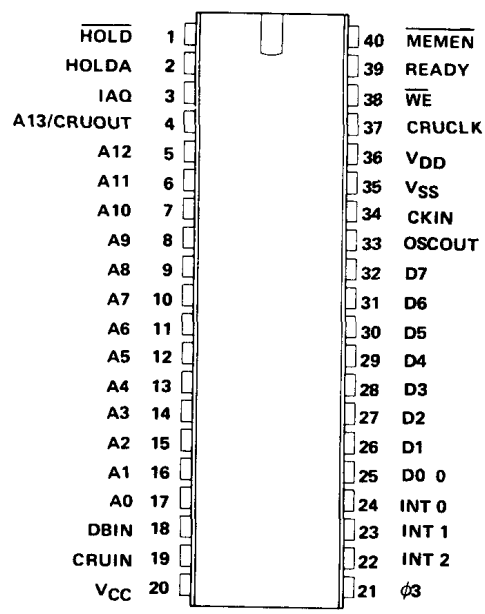 HOLD 1 40 MEMEN
HOLDA 2 39 READY
IAQ 3 38 WE
A13/CRUOUT 4 37 CRUCLK
A12 5 36 VDD
A11 6 35 VSS
A10 7 34 CKIN
A9 8 33 OSCOUT
A8 9 32 D7
A7 10 31 D6
A6 11 30 D5
A5 12 29 D4
A4 13 28 D3
A3 14 27 D2
A2 15 26 D1
A1 16 25 D0 0
A0 17 24 INT 0
DBIN 18 23 INT 1
CRUIN 19 22 INT 2
VCC 20 21 ϕ3